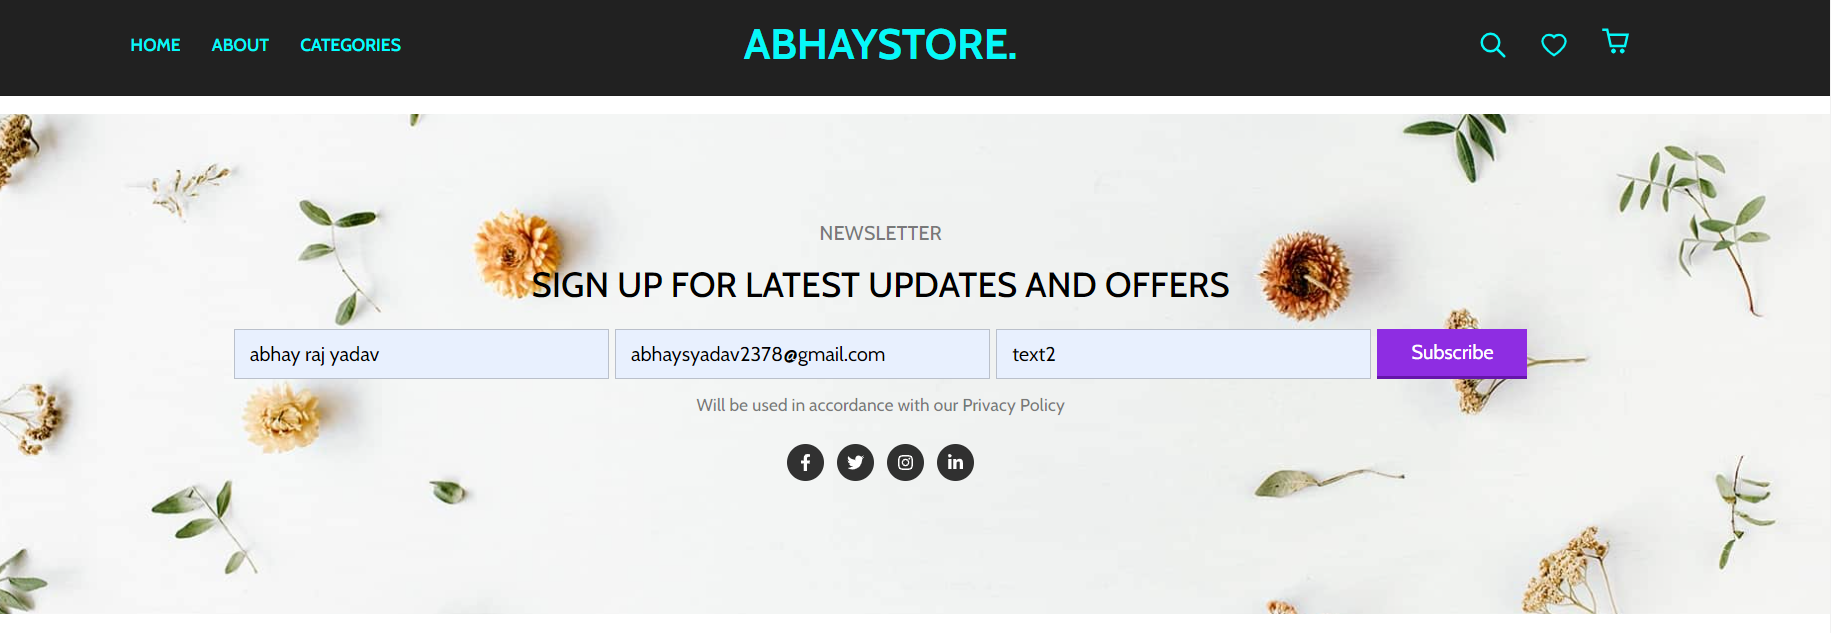 HOME ABOUT CATEGORIES ABHAYSTORE.
NEWSLETTER
SIGN UP FOR LATEST UPDATES AND OFFERS
abhay raj yadav abhaysyadav2378@gmail.com text2 Subscribe
Will be used in accordance with our Privacy Policy